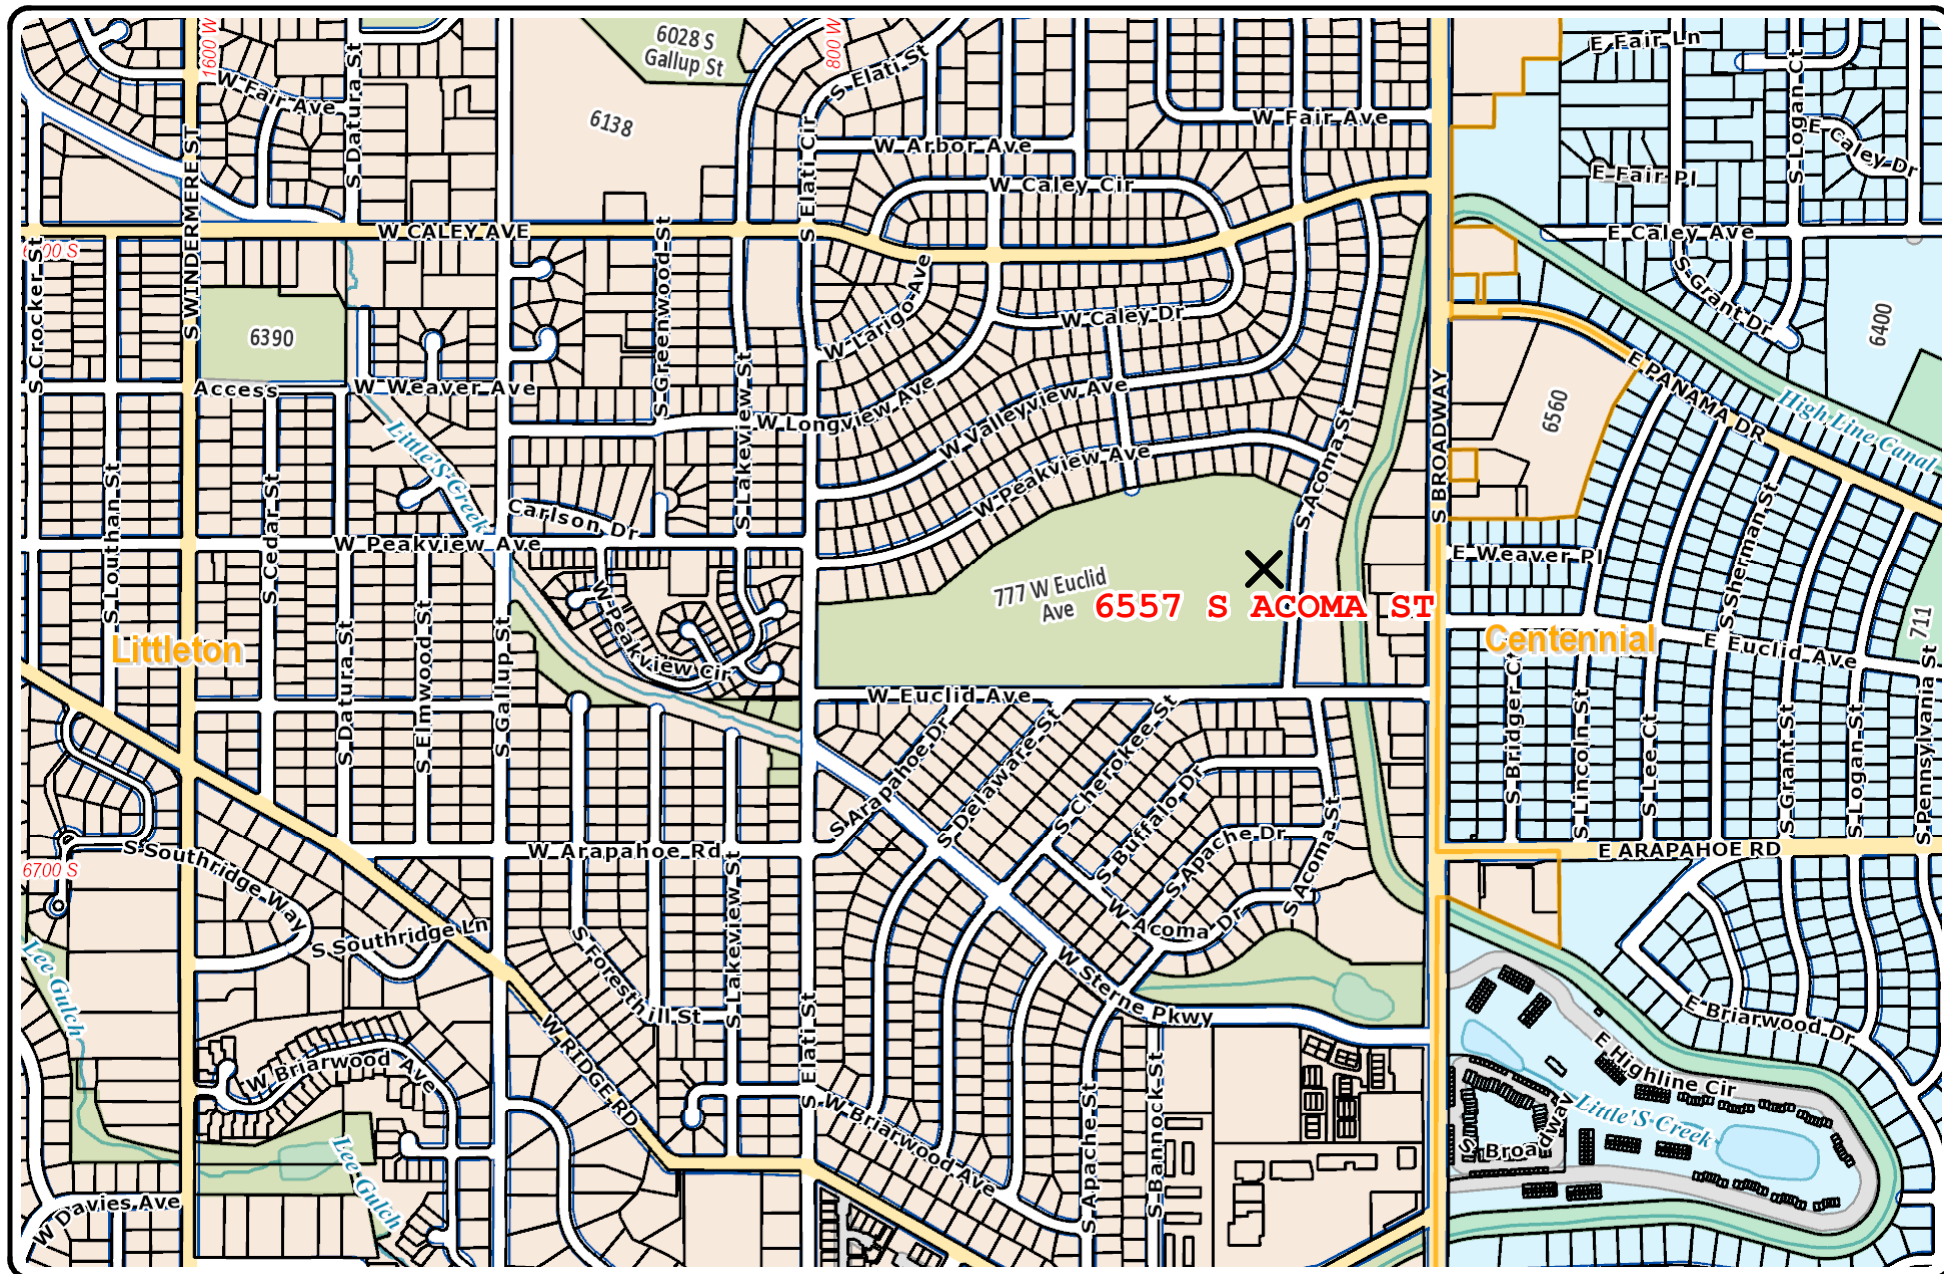 6028 S
Gallup St
800 W
1600 W
E Fair Ln
S Elati St
W Fair Ave
S Datura St
S Logan Ct
6138
W Fair Ave
E Caley Dr
S WINDERMERE ST
S Elati Cir
W Arbor Ave
W Caley Cir
E Fair Pl
W CALEY AVE
S Greenwood St
E Caley Ave
S Crocker St
W Larigo Ave
S Grant Dr
6390
W Caley Dr
6400
Access
W Weaver Ave
S Lakeview St
W Longview Ave
W Valleyview Ave
S BROADWAY
6560
E PANAMA DR
High Line Canal
Little'S Creek
W Peakview Ave
S Acoma St
S Louthan St
S Cedar St
Carlson Dr
W Peakview Ave
E Weaver Pl
S Sherman St
777 W Euclid
Ave
6557 S ACOMA ST
W Peakview Cir
Littleton
Centennial
711
E Euclid Ave
S Datura St
S Elmwood St
S Gallup St
W Euclid Ave
S Bridger Ct
S Lincoln St
S Lee Ct
S Grant St
S Logan St
S Pennsylvania St
S Arapahoe Dr
S Delaware St
S Cherokee St
S Buffalo Dr
S Apache Dr
S Acoma St
W Arapahoe Rd
E ARAPAHOE RD
6700 S
S Southridge Way
S Southridge Ln
W Acoma Dr
Lee Gulch
S Foresthill St
S Lakeview St
W Sterne Pkwy
E Briarwood Dr
W RIDGE RD
S Elati St
W Briarwood Ave
E Highline Cir
Little'S Creek
W Briarwood Ave
S Apache St
S Bannock St
Lee Gulch
W Davies Ave